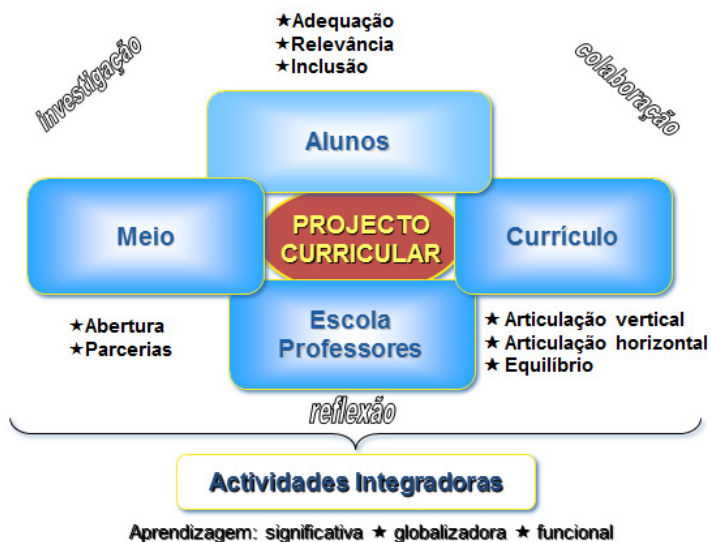 ★Adequação
★Relevância
★Inclusão
investigação
colaboração
Alunos
Meio
PROJECTO
CURRICULAR
Currículo
Escola
Professores
★Abertura
★Parcerias
★ Articulação vertical
★ Articulação horizontal
★ Equilíbrio
reflexão
Actividades Integradoras
Aprendizagem: significativa ★ globalizadora ★ funcional